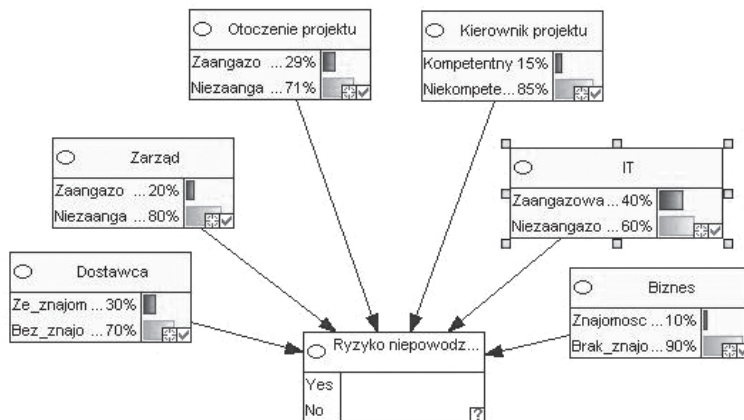 Otoczenie projektu
Zaangazo ... 29%
Niezaanga ... 71%
Kierownik projektu
Kompetentny 15%
Niekompete... 85%
Zarząd
Zaangazo ... 20%
Niezaanga ... 80%
IT
Zaangazowa ... 40%
Niezaangazo ... 60%
Dostawca
Ze_znajom ... 30%
Bez_znajo ... 70%
Biznes
Znajomosc ... 10%
Brak_znajo ... 90%
Ryzyko niepowodz...
Yes
No
?